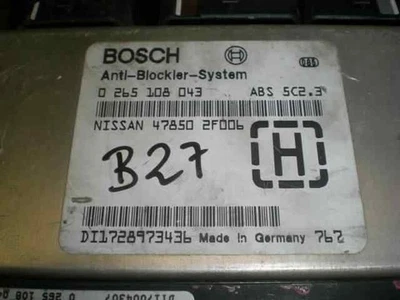 BOSCH
Anti-Blockier-System
0 265 108 043 ABS 5C2.3
NISSAN 47850 2F006
H
B27
DI1728973436 Made in Germany 767